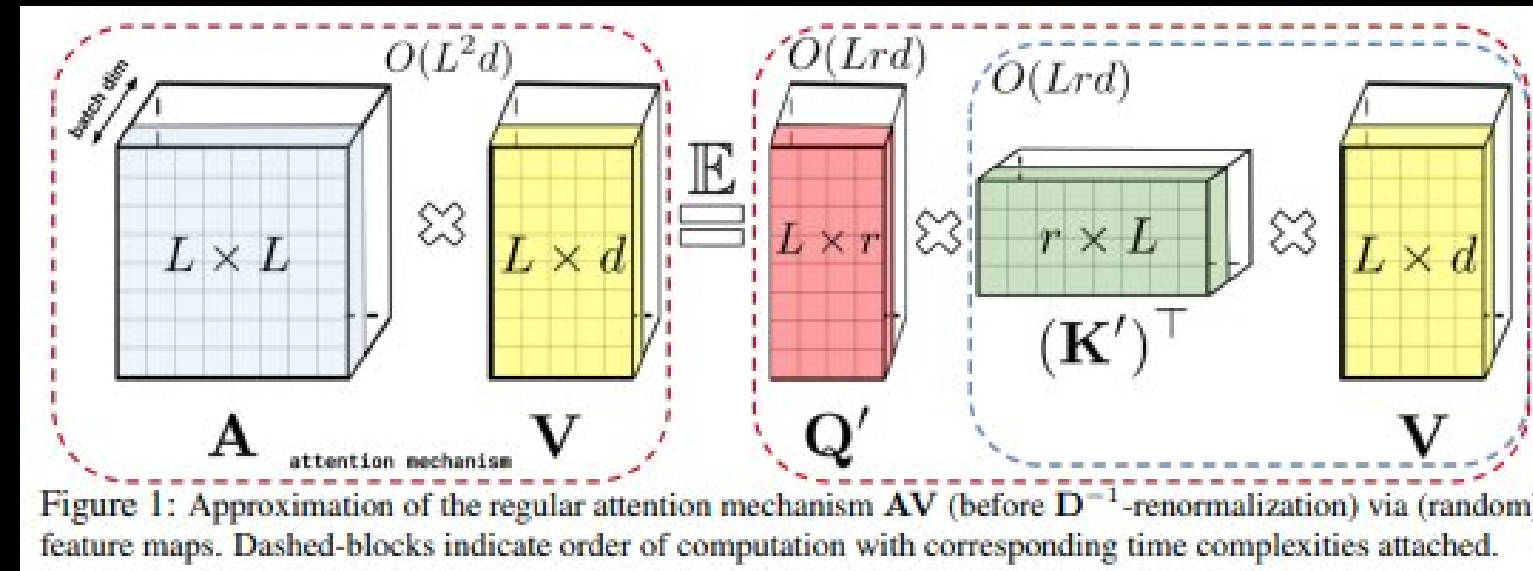 O(L²d)
O(Lrd)
O(Lrd)
batch dim
𝔼
L × L
L × d
L × r
r × L
L × d
(K′)⊤
A
V
Q′
V
attention mechanism
Figure 1: Approximation of the regular attention mechanism AV (before D⁻¹-renormalization) via (random)
feature maps. Dashed-blocks indicate order of computation with corresponding time complexities attached.